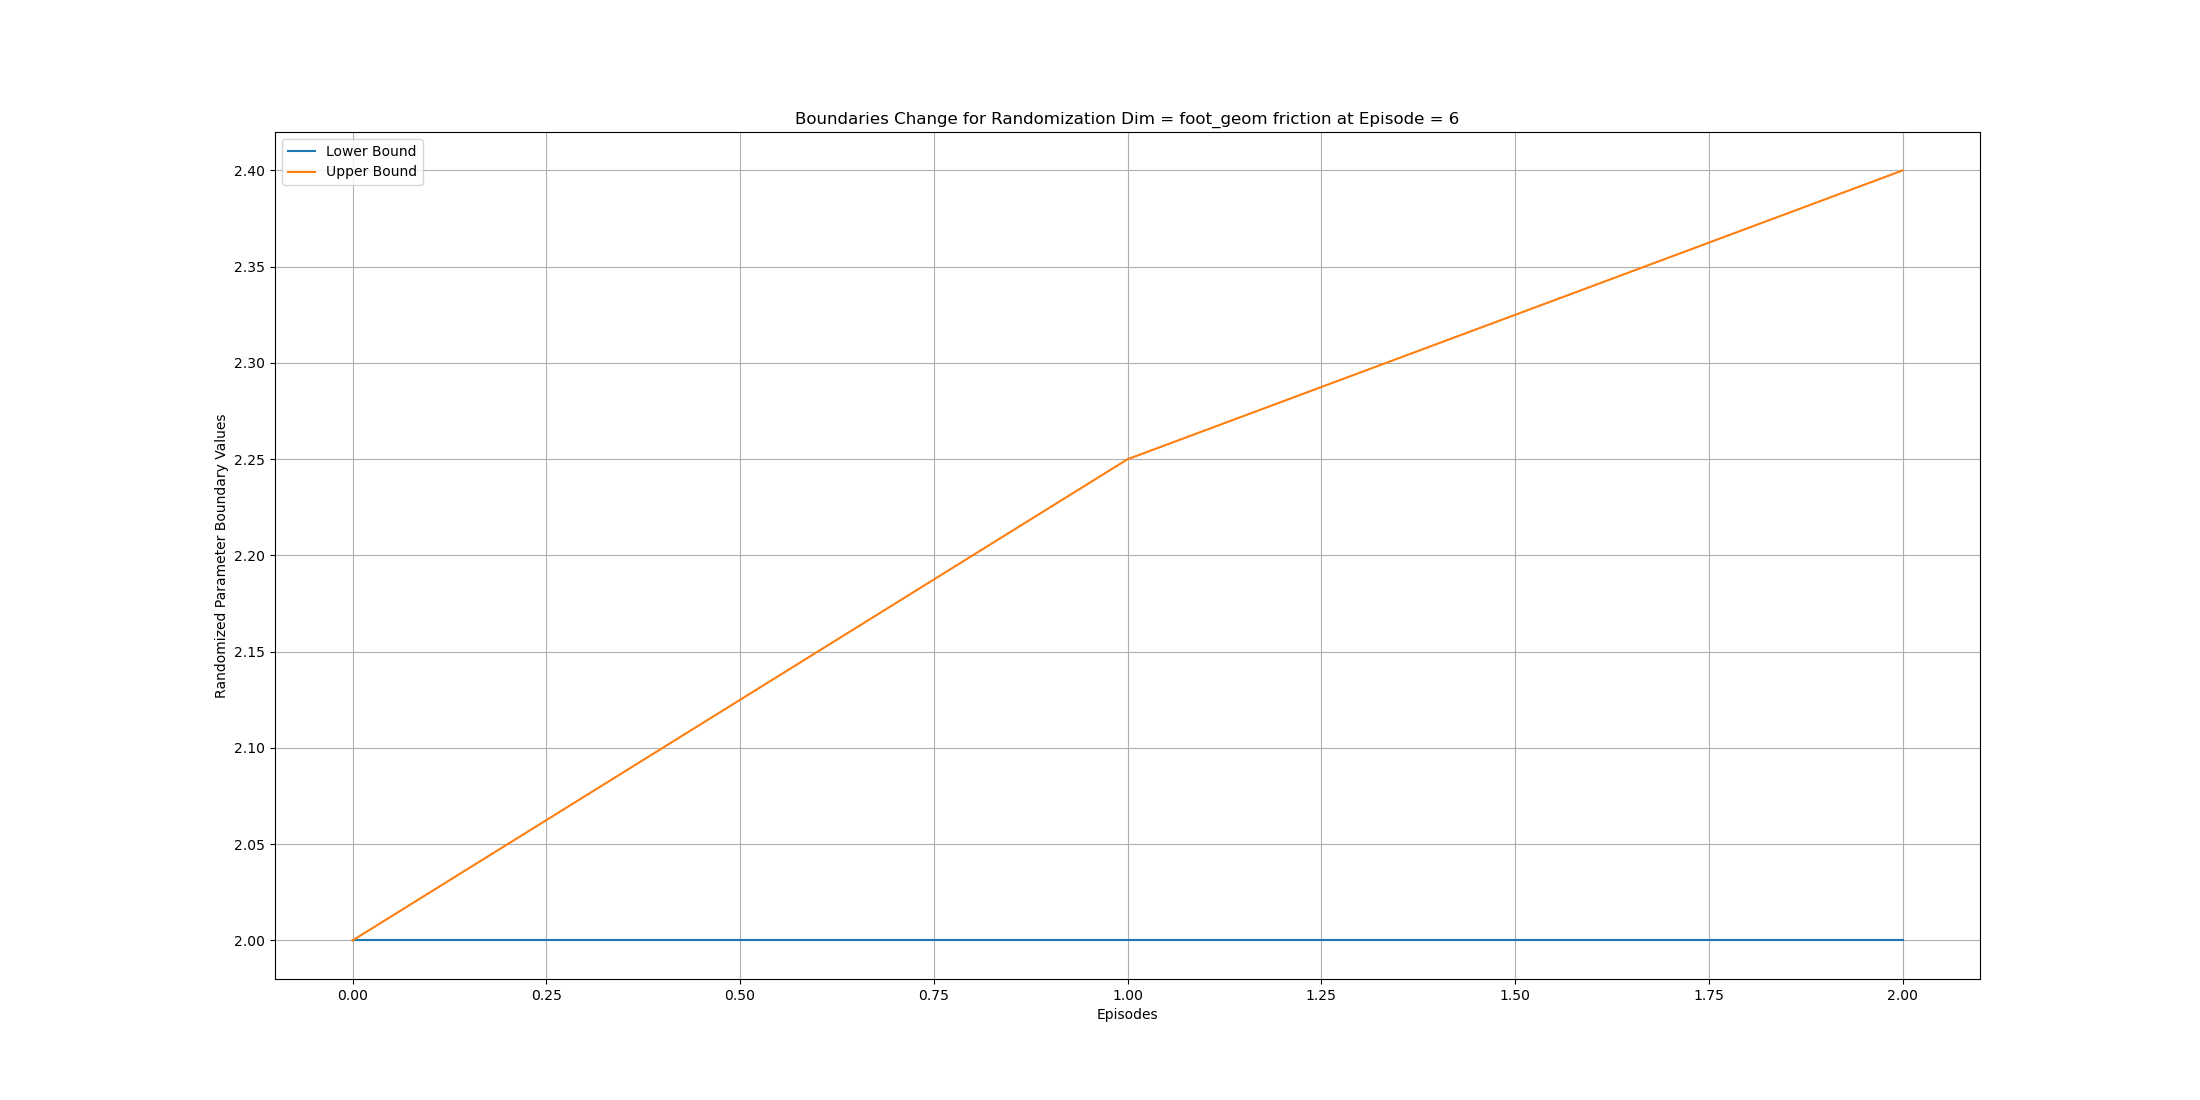 Boundaries Change for Randomization Dim = foot_geom friction at Episode = 6
Lower Bound
Upper Bound
2.40
2.35
2.30
2.25
2.20
2.15
2.10
2.05
2.00
Randomized Parameter Boundary Values
0.00 0.25 0.50 0.75 1.00 1.25 1.50 1.75 2.00
Episodes